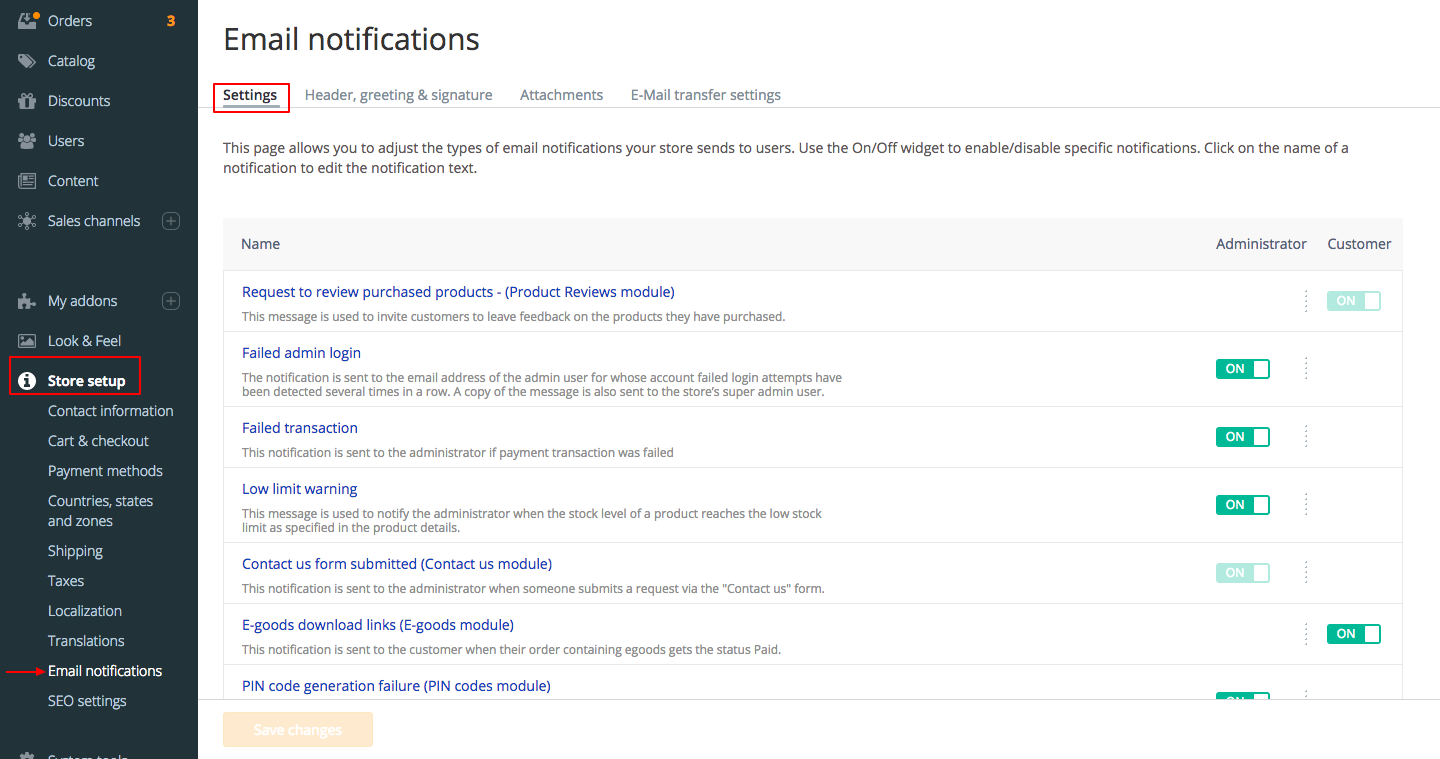 Orders 3
Catalog
Discounts
Users
Content
Sales channels
My addons
Look & Feel
Store setup
Contact information
Cart & checkout
Payment methods
Countries, states
and zones
Shipping
Taxes
Localization
Translations
Email notifications
SEO settings
System tools
Email notifications
Settings Header, greeting & signature Attachments E-Mail transfer settings
This page allows you to adjust the types of email notifications your store sends to users. Use the On/Off widget to enable/disable specific notifications. Click on the name of a
notification to edit the notification text.
Name Administrator Customer
Request to review purchased products - (Product Reviews module)
ON
This message is used to invite customers to leave feedback on the products they have purchased.
Failed admin login
ON
The notification is sent to the email address of the admin user for whose account failed login attempts have
been detected several times in a row. A copy of the message is also sent to the store's super admin user.
Failed transaction
ON
This notification is sent to the administrator if payment transaction was failed
Low limit warning
ON
This message is used to notify the administrator when the stock level of a product reaches the low stock
limit as specified in the product details.
Contact us form submitted (Contact us module)
ON
This notification is sent to the administrator when someone submits a request via the "Contact us" form.
E-goods download links (E-goods module)
ON
This notification is sent to the customer when their order containing egoods gets the status Paid.
PIN code generation failure (PIN codes module)
ON
Save changes